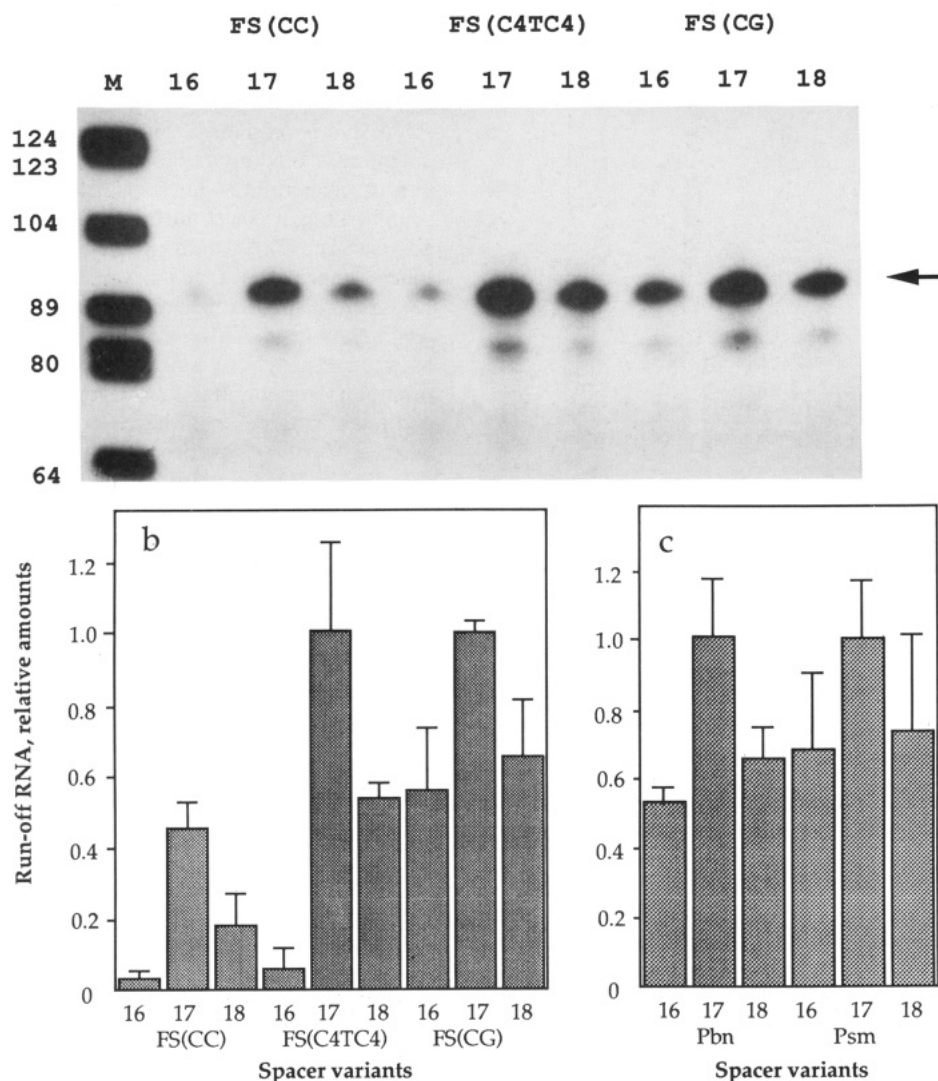 FS(CC) FS(C4TC4) FS(CG)
M 16 17 18 16 17 18 16 17 18
124
123
104
89
80
64
b
c
Run-off RNA, relative amounts
1.2
1.0
0.8
0.6
0.4
0.2
0
1.2
1.0
0.8
0.6
0.4
0.2
0
16 17 18 16 17 18 16 17 18
FS(CC) FS(C4TC4) FS(CG)
Spacer variants
16 17 18 16 17 18
Pbn Psm
Spacer variants